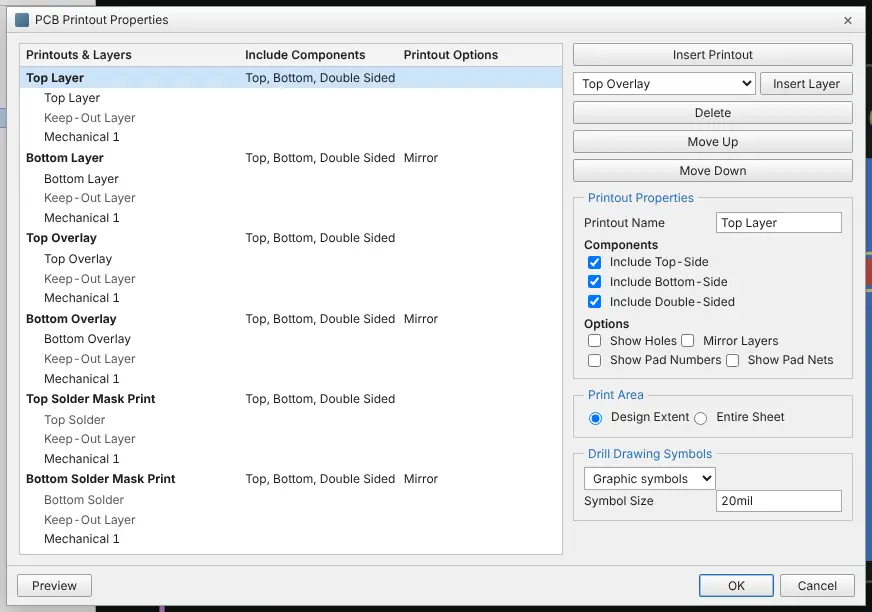 PCB Printout Properties ×
Printouts & Layers Include Components Printout Options
Top Layer Top, Bottom, Double Sided
Top Layer
Keep-Out Layer
Mechanical 1
Bottom Layer Top, Bottom, Double Sided Mirror
Bottom Layer
Keep-Out Layer
Mechanical 1
Top Overlay Top, Bottom, Double Sided
Top Overlay
Keep-Out Layer
Mechanical 1
Bottom Overlay Top, Bottom, Double Sided Mirror
Bottom Overlay
Keep-Out Layer
Mechanical 1
Top Solder Mask Print Top, Bottom, Double Sided
Top Solder
Keep-Out Layer
Mechanical 1
Bottom Solder Mask Print Top, Bottom, Double Sided Mirror
Bottom Solder
Keep-Out Layer
Mechanical 1
Insert Printout
Top Overlay Insert Layer
Delete
Move Up
Move Down
Printout Properties
Printout Name Top Layer
Components
Include Top-Side
Include Bottom-Side
Include Double-Sided
Options
Show Holes Mirror Layers
Show Pad Numbers Show Pad Nets
Print Area
Design Extent Entire Sheet
Drill Drawing Symbols
Graphic symbols
Symbol Size 20mil
Preview OK Cancel